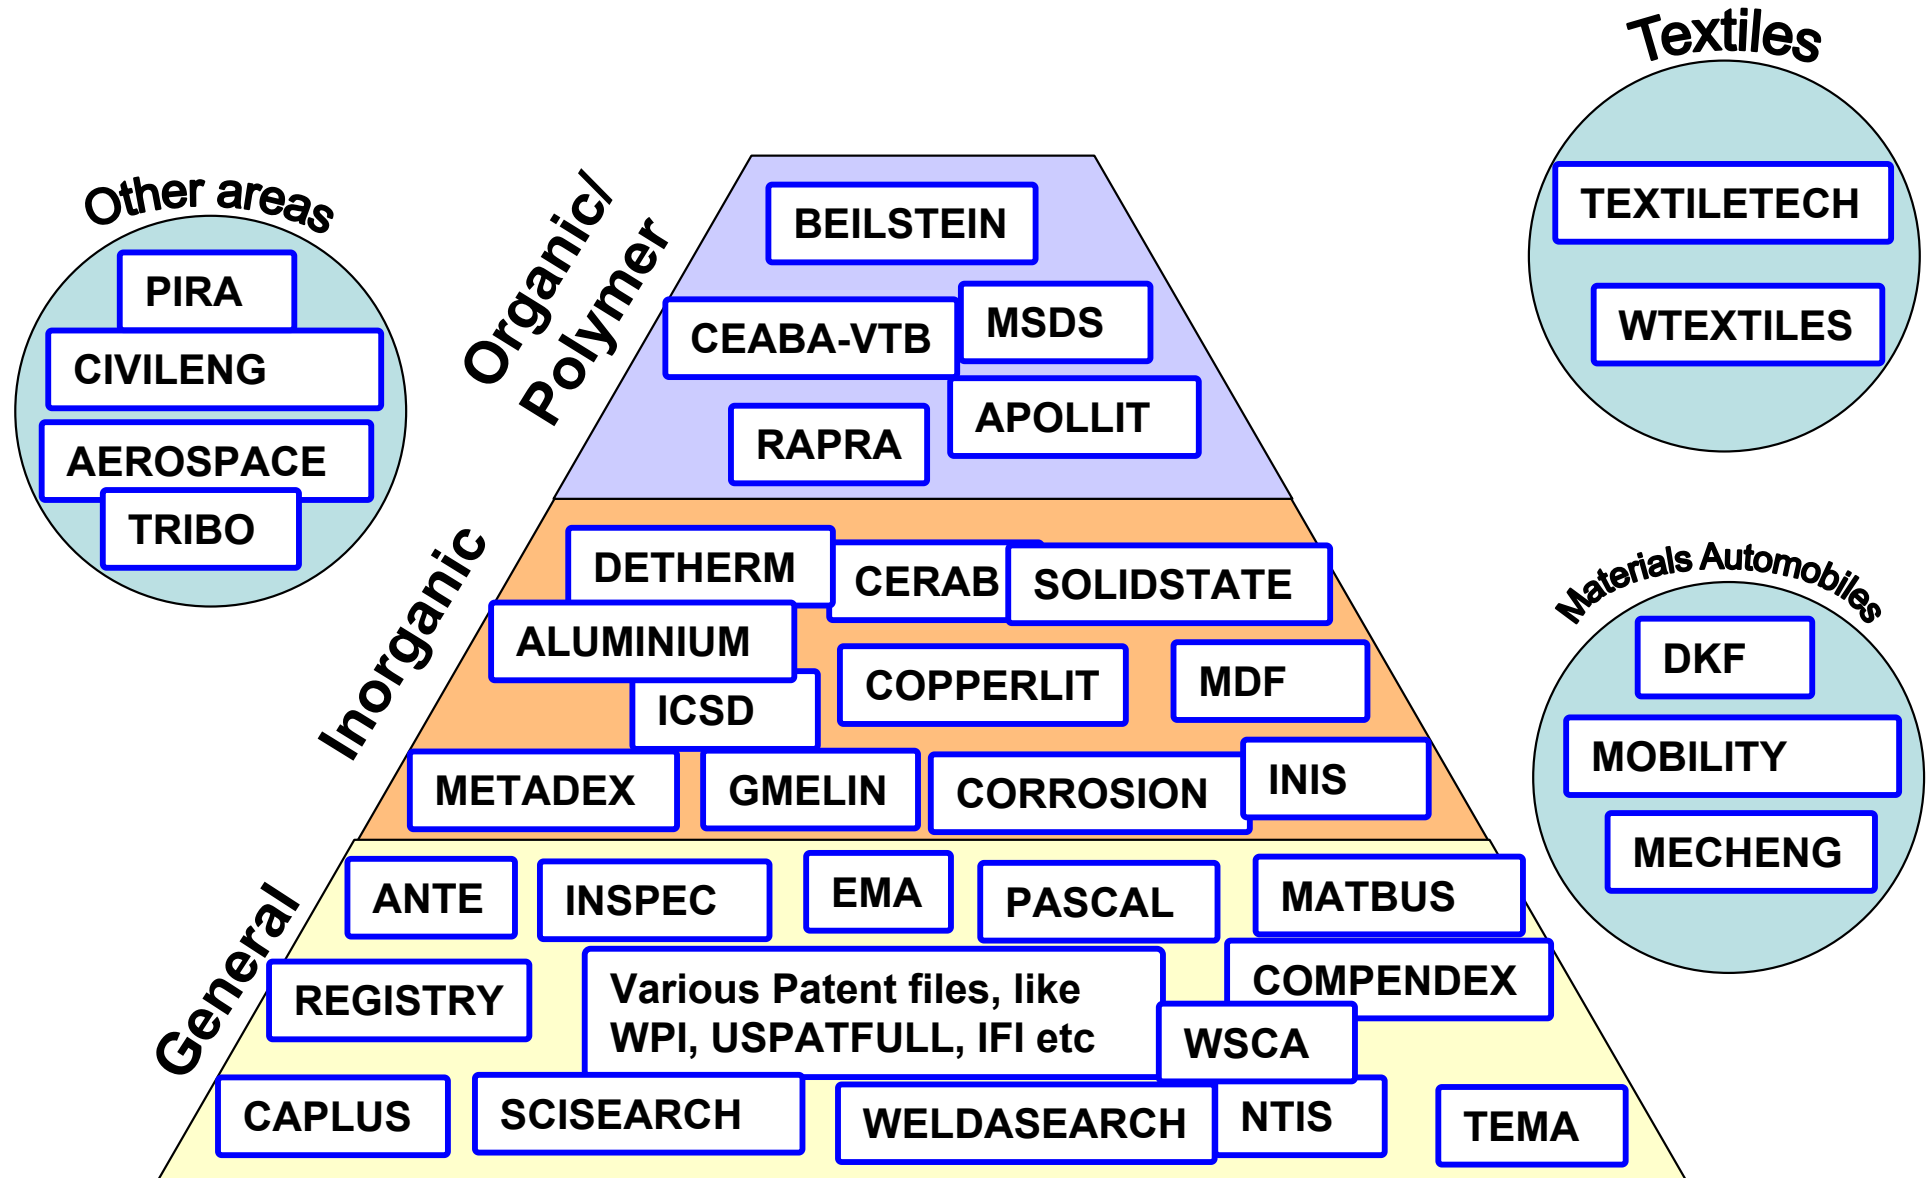 Textiles
TEXTILETECH
WTEXTILES
Other areas
PIRA
CIVILENG
AEROSPACE
TRIBO
Organic/
Polymer
BEILSTEIN
CEABA-VTB
MSDS
RAPRA
APOLLIT
Inorganic
DETHERM
CERAB
SOLIDSTATE
ALUMINIUM
ICSD
COPPERLIT
MDF
METADEX
GMELIN
CORROSION
INIS
Materials Automobiles
DKF
MOBILITY
MECHENG
General
ANTE
INSPEC
EMA
PASCAL
MATBUS
REGISTRY
Various Patent files, like
WPI, USPATFULL, IFI etc
COMPENDEX
WSCA
CAPLUS
SCISEARCH
WELDASEARCH
NTIS
TEMA